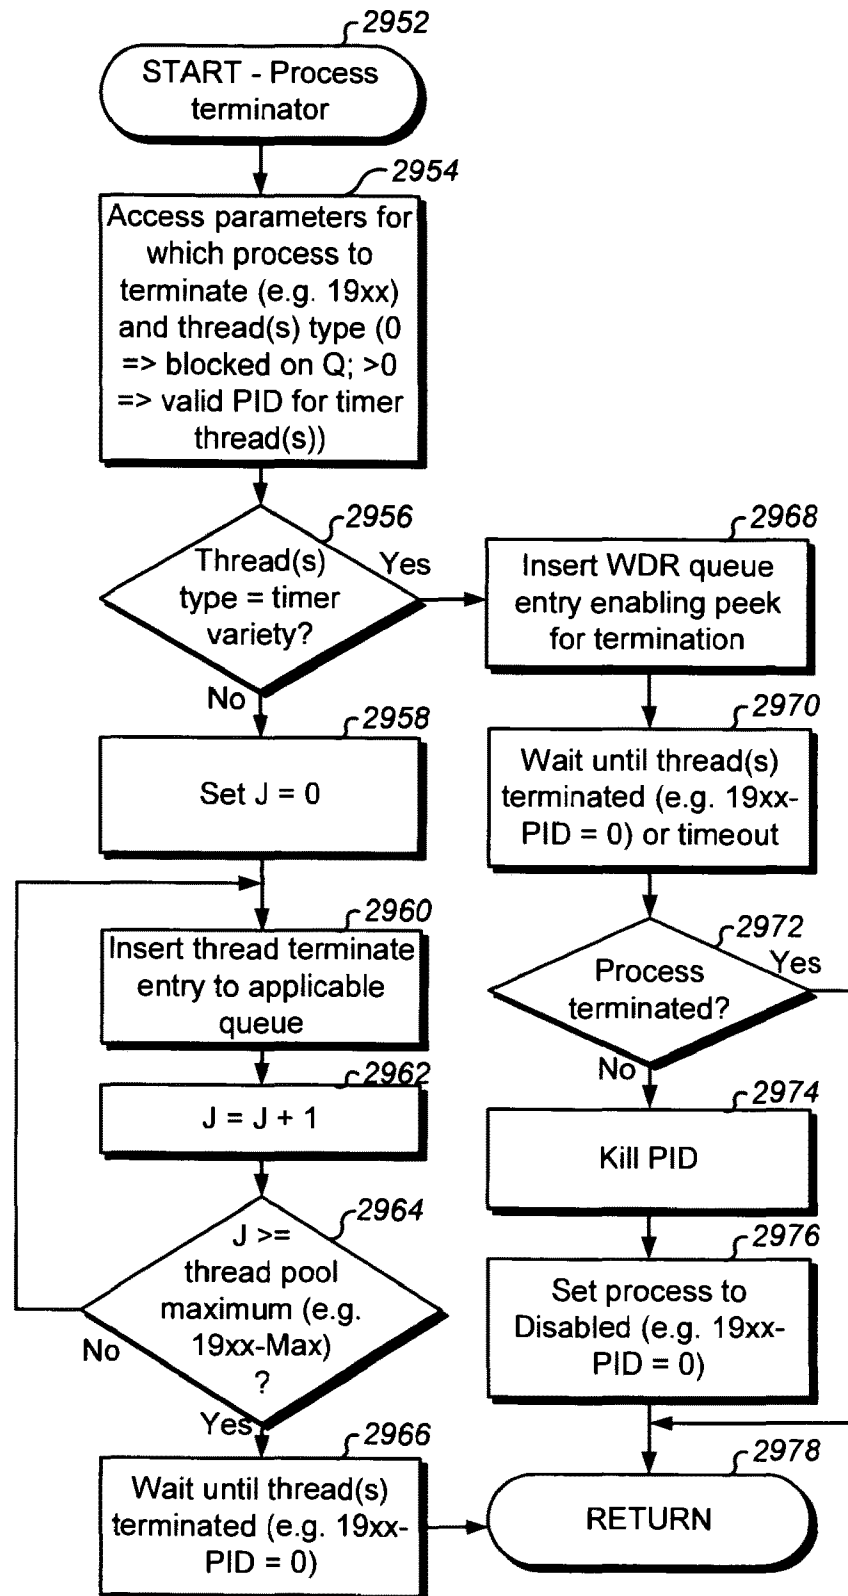 2952
START - Process
terminator
2954
Access parameters for
which process to
terminate (e.g. 19xx)
and thread(s) type (0
=> blocked on Q; >0
=> valid PID for timer
thread(s))
2956
Thread(s)
type = timer
variety?
Yes
No
2958
Set J = 0
2960
Insert thread terminate
entry to applicable
queue
2962
J = J + 1
2964
J >=
thread pool
maximum (e.g.
19xx-Max)
?
No
Yes
2966
Wait until thread(s)
terminated (e.g. 19xx-
PID = 0)
2968
Insert WDR queue
entry enabling peek
for termination
2970
Wait until thread(s)
terminated (e.g. 19xx-
PID = 0) or timeout
2972
Process
terminated?
Yes
No
2974
Kill PID
2976
Set process to
Disabled (e.g. 19xx-
PID = 0)
2978
RETURN